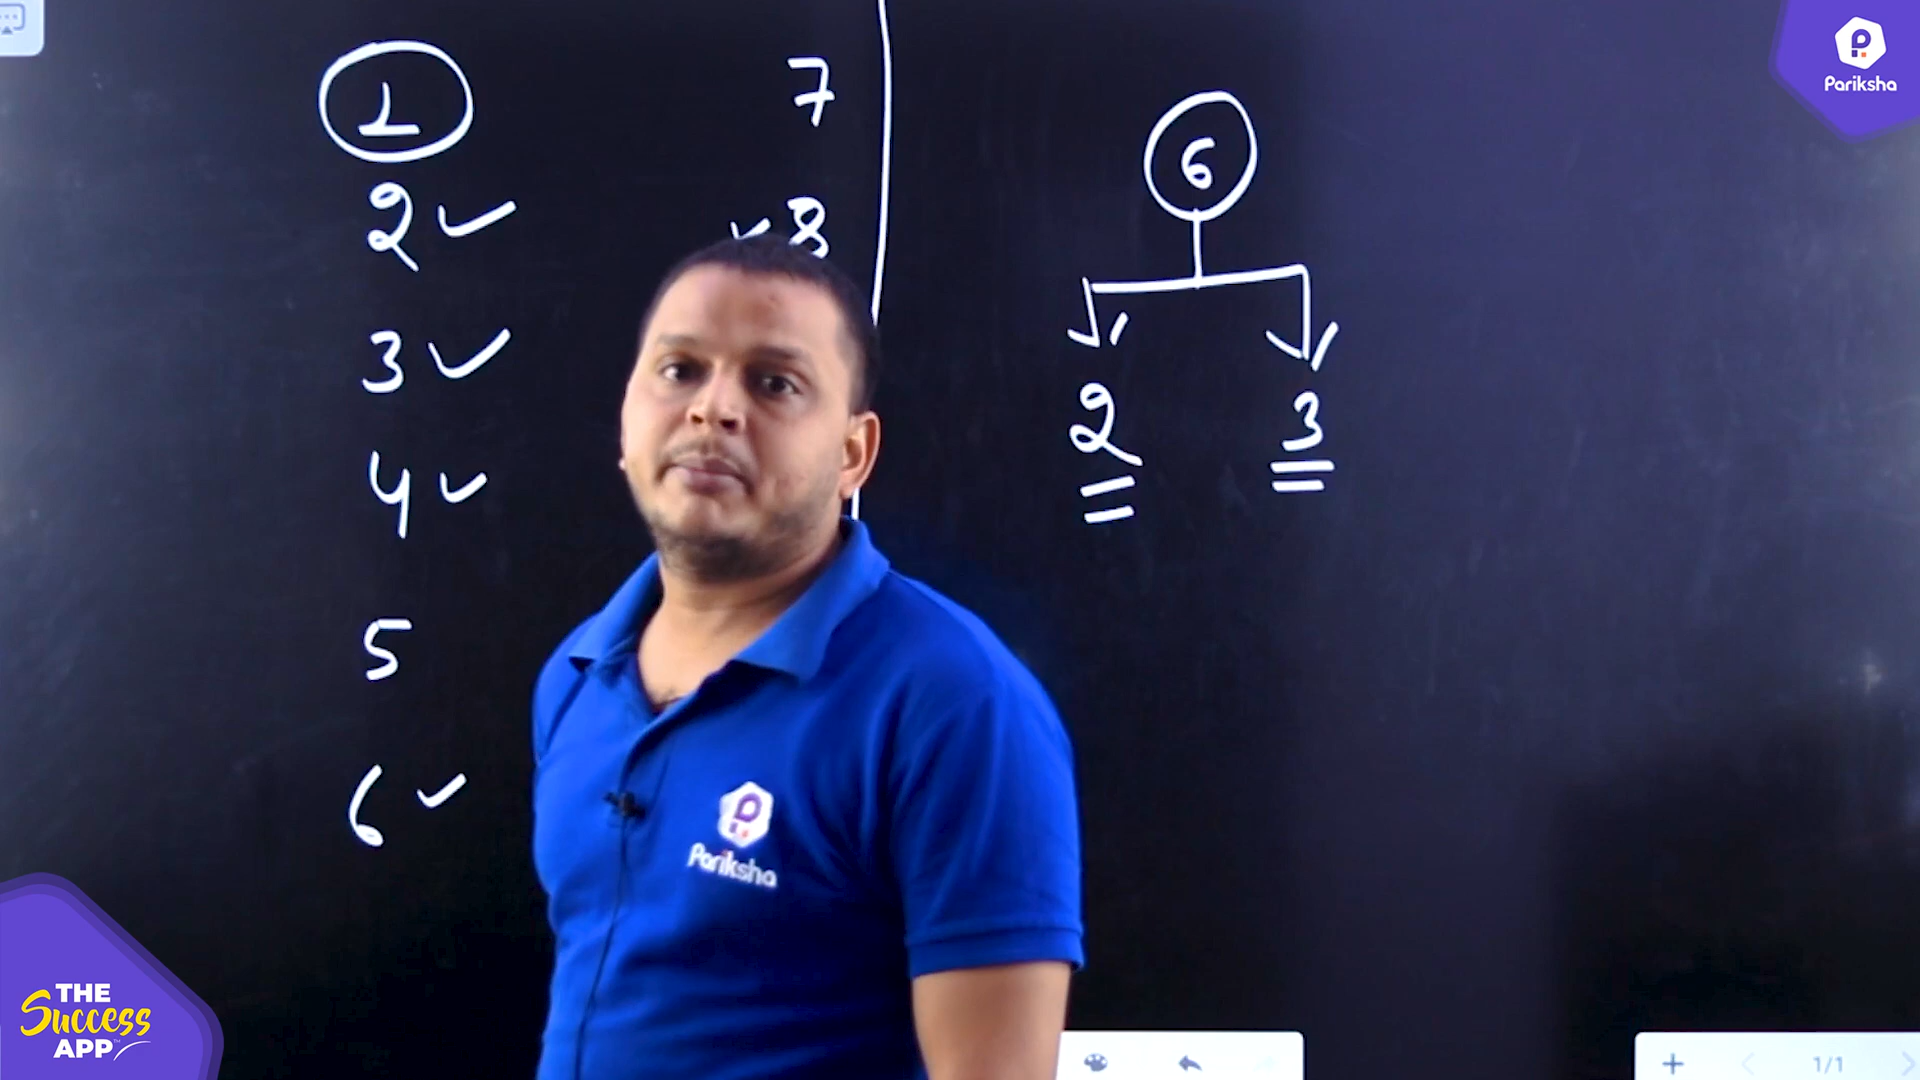 1
2 ✓
3 ✓
4 ✓
5
6 ✓
7
✓ 8
6
2
3
Pariksha
Pariksha
THE
Success
APP
1/1